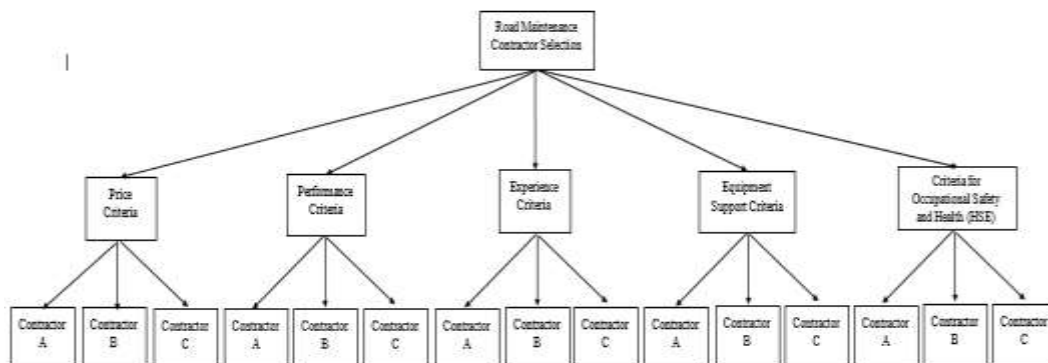 Road Maintenance
Contractor Selection
Price
Criteria
Performance
Criteria
Experience
Criteria
Equipment
Support Criteria
Criteria for
Occupational Safety
and Health (HSE)
Contractor
A
Contractor
B
Contractor
C
Contractor
A
Contractor
B
Contractor
C
Contractor
A
Contractor
B
Contractor
C
Contractor
A
Contractor
B
Contractor
C
Contractor
A
Contractor
B
Contractor
C